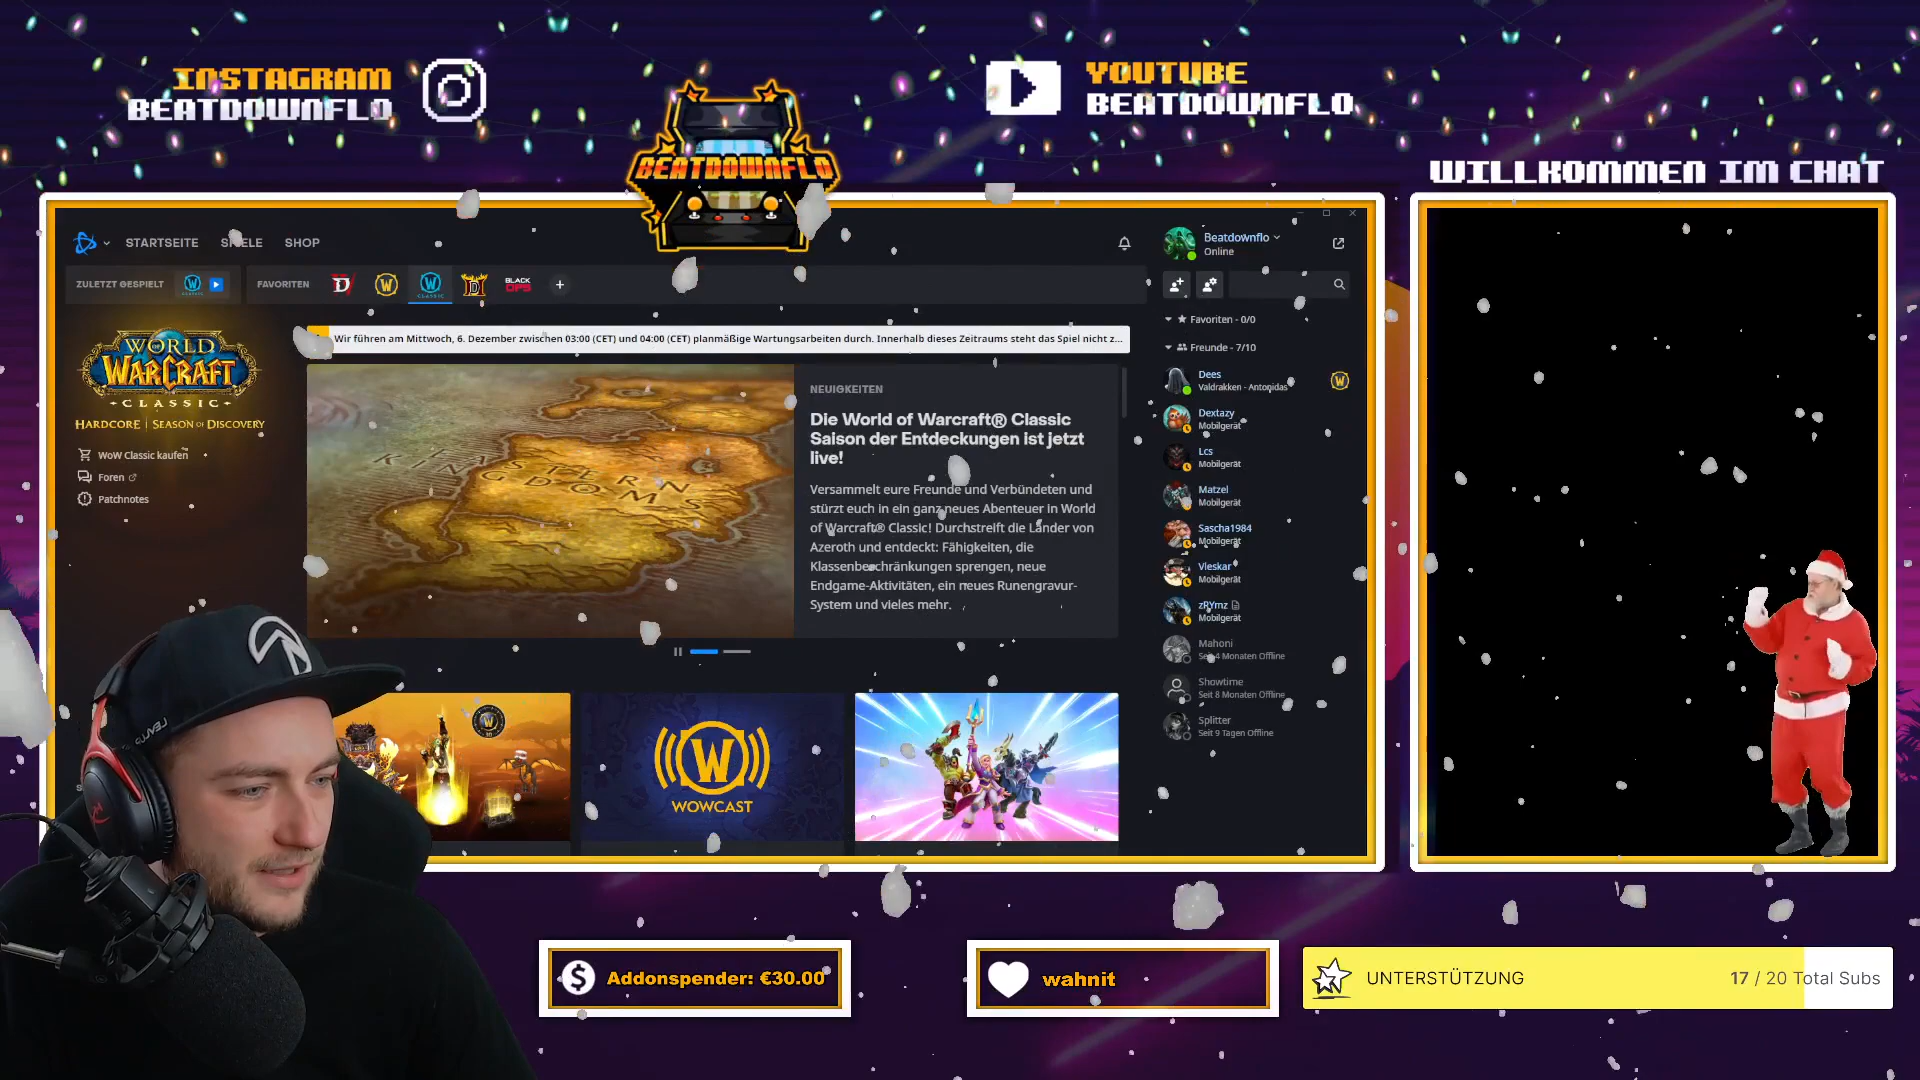 INSTAGRAM
BEATDOWNFLO
BEATDOWNFLO
YOUTUBE
BEATDOWNFLO
WILLKOMMEN IM CHAT
STARTSEITE SPIELE SHOP
Beatdownflo
Online
ZULETZT GESPIELT FAVORITEN CLASSIC BLACK OPS
Wir führen am Mittwoch, 6. Dezember zwischen 03:00 (CET) und 04:00 (CET) planmäßige Wartungsarbeiten durch. Innerhalb dieses Zeitraums steht das Spiel nicht z...
WORLD
OF
WARCRAFT
CLASSIC
HARDCORE | SEASON OF DISCOVERY
WoW Classic kaufen
Foren
Patchnotes
EASTERN
KINGDOMS
NEUIGKEITEN
Die World of Warcraft® Classic
Saison der Entdeckungen ist jetzt
live!
Versammelt eure Freunde und Verbündeten und
stürzt euch in ein ganz neues Abenteuer in World
of Warcraft® Classic! Durchstreift die Länder von
Azeroth und entdeckt: Fähigkeiten, die
Klassenbeschränkungen sprengen, neue
Endgame-Aktivitäten, ein neues Runengravur-
System und vieles mehr.
Favoriten - 0/0
Freunde - 7/10
Dees
Valdrakken - Antonidas
Dextazy
Mobilgerät
Lcs
Mobilgerät
Matzel
Mobilgerät
Sascha1984
Mobilgerät
Vleskar
Mobilgerät
zRYmz
Mobilgerät
Mahoni
Seit 4 Monaten Offline
Showtime
Seit 8 Monaten Offline
Splitter
Seit 9 Tagen Offline
WOWCAST
Addonspender: €30.00
wahnit
UNTERSTÜTZUNG 17 / 20 Total Subs